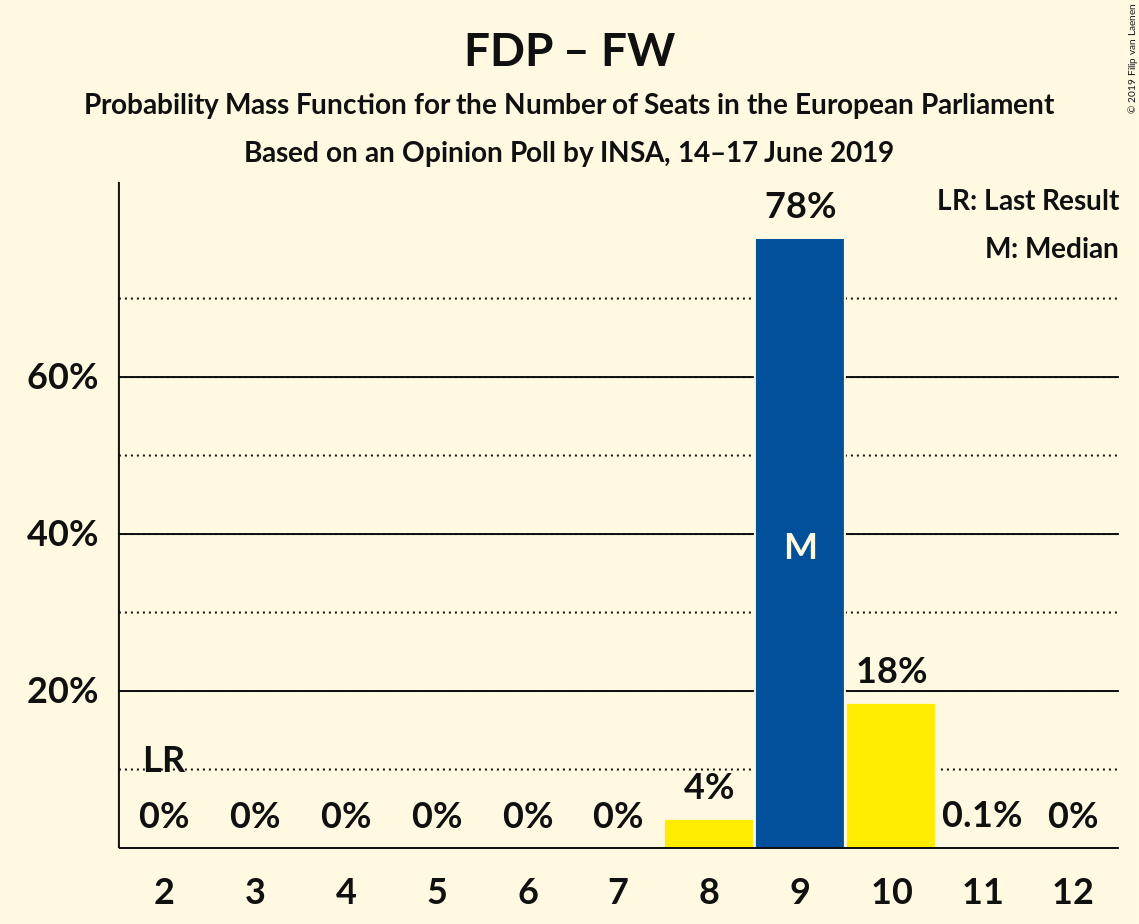 FDP – FW
Probability Mass Function for the Number of Seats in the European Parliament
Based on an Opinion Poll by INSA, 14–17 June 2019
© 2019 Filip van Laenen
LR: Last Result
M: Median
78%
60%
40%
M
18%
20%
LR
4%
0% 0% 0% 0% 0% 0% 0.1% 0%
2 3 4 5 6 7 8 9 10 11 12